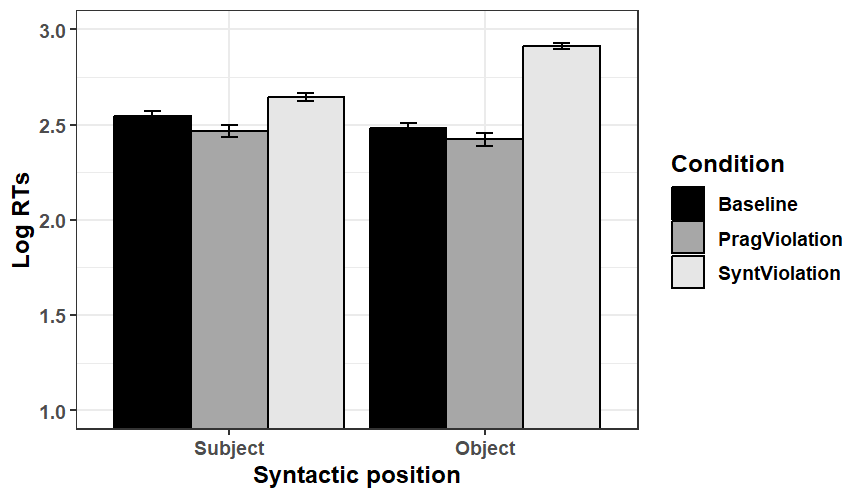 3.0
2.5
2.0
1.5
1.0
Log RTs
Subject
Object
Syntactic position
Condition
Baseline
PragViolation
SyntViolation